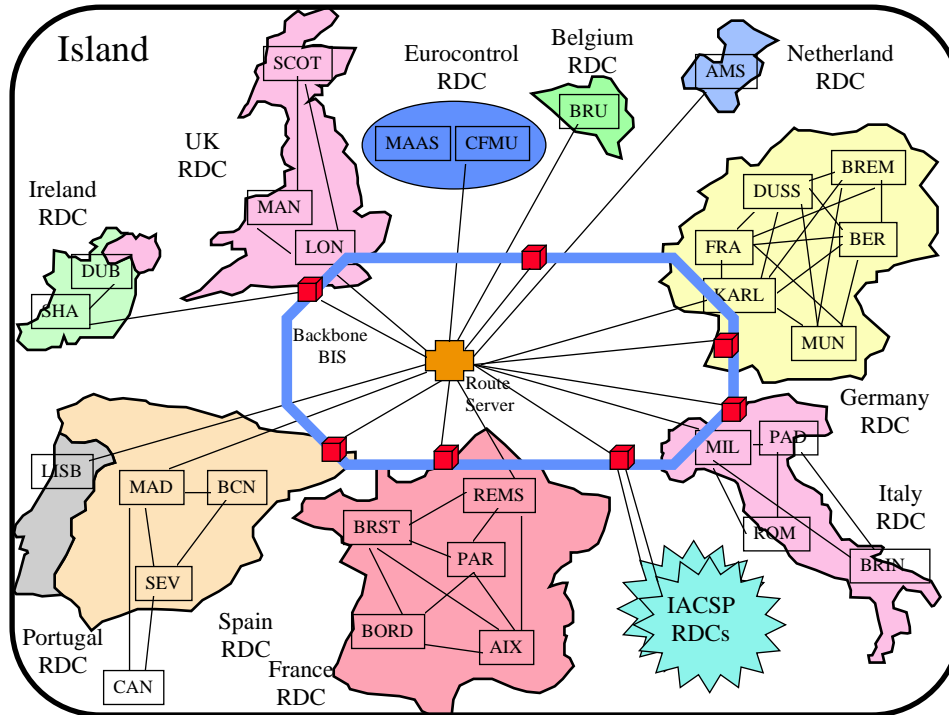 Island
SCOT
Eurocontrol
RDC
Belgium
RDC
AMS
Netherland
RDC
UK
RDC
MAAS
CFMU
BRU
BREM
DUSS
Ireland
RDC
MAN
LON
FRA
BER
DUB
SHA
KARL
Backbone
BIS
MUN
Route
Server
Germany
RDC
LISB
MAD
BCN
REMS
MIL
PAD
BRST
Italy
RDC
PAR
ROM
BRIN
SEV
IACSP
RDCs
BORD
AIX
Portugal
RDC
Spain
RDC
France
RDC
CAN